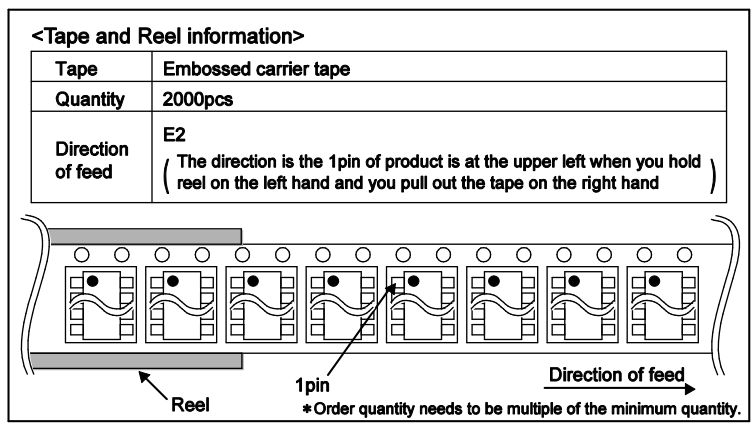 <Tape and Reel information>
Tape Embossed carrier tape
Quantity 2000pcs
Direction of feed
E2
( The direction is the 1pin of product is at the upper left when you hold
reel on the left hand and you pull out the tape on the right hand )
1pin
Reel
Direction of feed
*Order quantity needs to be multiple of the minimum quantity.